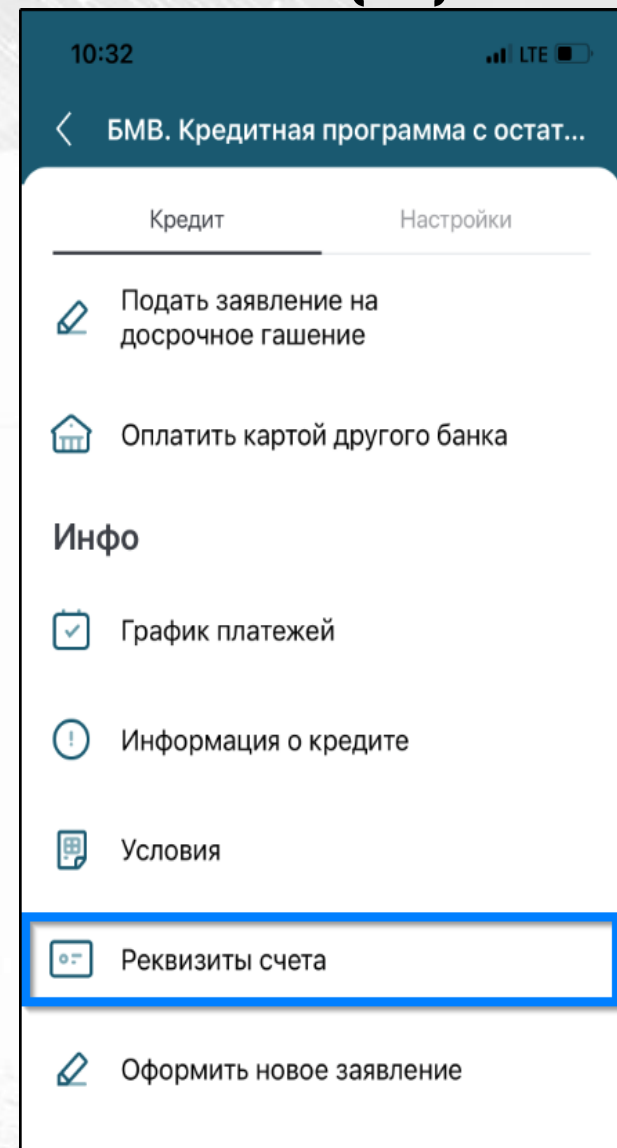 10:32 LTE
БМВ. Кредитная программа с остат...
Кредит Настройки
Подать заявление на
досрочное гашение
Оплатить картой другого банка
Инфо
График платежей
Информация о кредите
Условия
Реквизиты счета
Оформить новое заявление